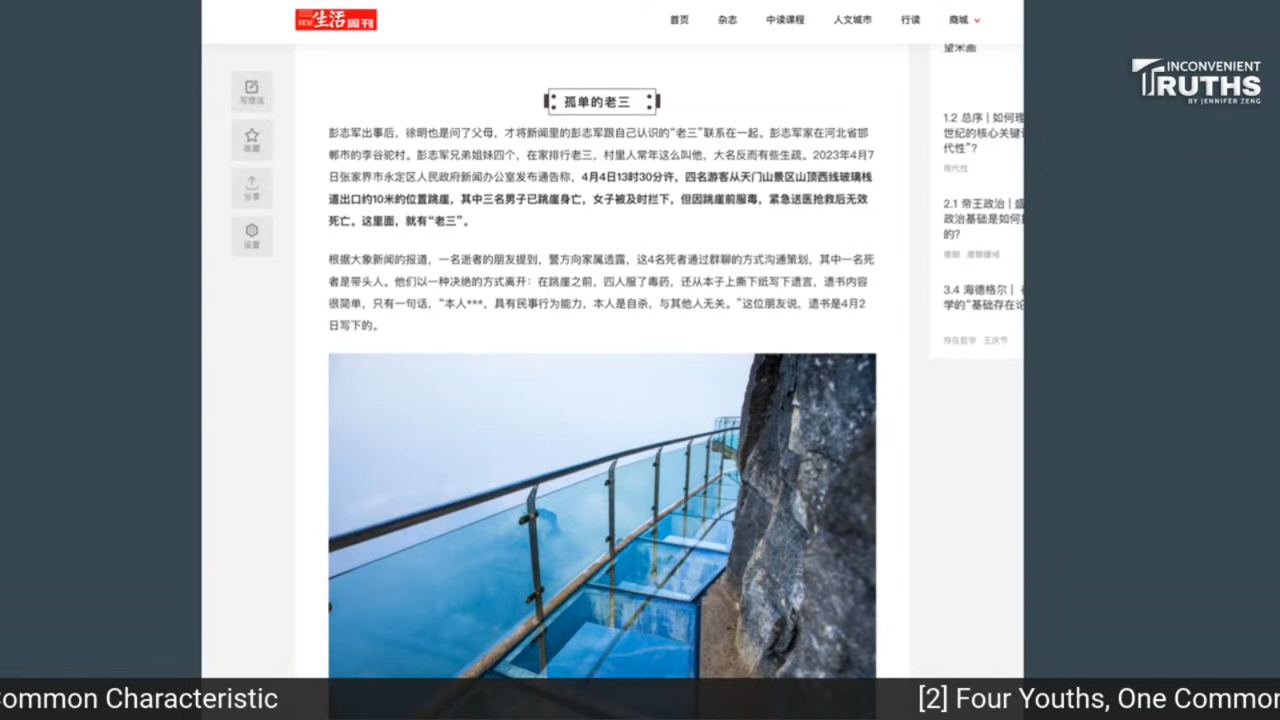 三联生活周刊
首页 杂志 中读课程 人文城市 行读 商城
INCONVENIENT
TRUTHS
BY JENNIFER ZENG
写想法
收藏
分享
设置
孤单的老三
彭志军出事后，徐明也是问了父母，才将新闻里的彭志军跟自己认识的“老三”联系在一起。彭志军家在河北省邯
郸市的李谷驼村。彭志军兄弟姐妹四个，在家排行老三，村里人常年这么叫他，大名反而有些生疏。2023年4月7
日张家界市永定区人民政府新闻办公室发布通告称，4月4日13时30分许，四名游客从天门山景区山顶西线玻璃栈
道出口约10米的位置跳崖，其中三名男子已跳崖身亡，女子被及时拦下，但因跳崖前服毒，紧急送医抢救后无效
死亡。这里面，就有“老三”。
根据大象新闻的报道，一名逝者的朋友提到，警方向家属透露，这4名死者通过群聊的方式沟通策划，其中一名死
者是带头人。他们以一种决绝的方式离开：在跳崖之前，四人服了毒药，还从本子上撕下纸写下遗言，遗书内容
很简单，只有一句话，“本人***，具有民事行为能力，本人是自杀，与其他人无关。”这位朋友说，遗书是4月2
日写下的。
1.2 总序 | 如何理
世纪的核心关键
代性”？
现代性
2.1 帝王政治 | 盛
政治基础是如何
的？
唐朝 唐朝疆域
3.4 海德格尔 |
学的“基础存在论
存在哲学 王庆节
Common Characteristic
[2] Four Youths, One Common